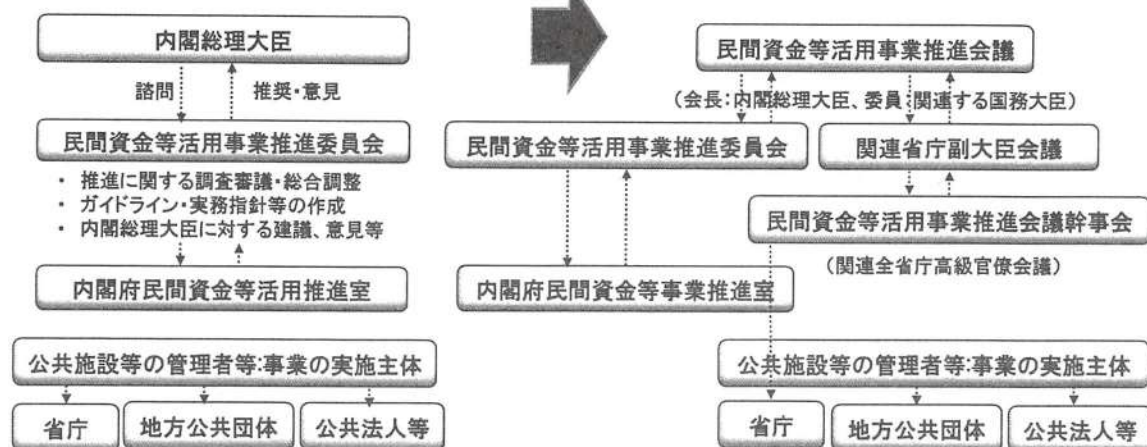 内閣総理大臣
諮問
推奨・意見
民間資金等活用事業推進委員会
・ 推進に関する調査審議・総合調整
・ ガイドライン・実務指針等の作成
・ 内閣総理大臣に対する建議、意見等
内閣府民間資金等活用推進室
公共施設等の管理者等:事業の実施主体
省庁
地方公共団体
公共法人等
民間資金等活用事業推進会議
(会長:内閣総理大臣、委員:関連する国務大臣)
民間資金等活用事業推進委員会
関連省庁副大臣会議
民間資金等活用事業推進会議幹事会
(関連全省庁高級官僚会議)
内閣府民間資金等事業推進室
公共施設等の管理者等:事業の実施主体
省庁
地方公共団体
公共法人等